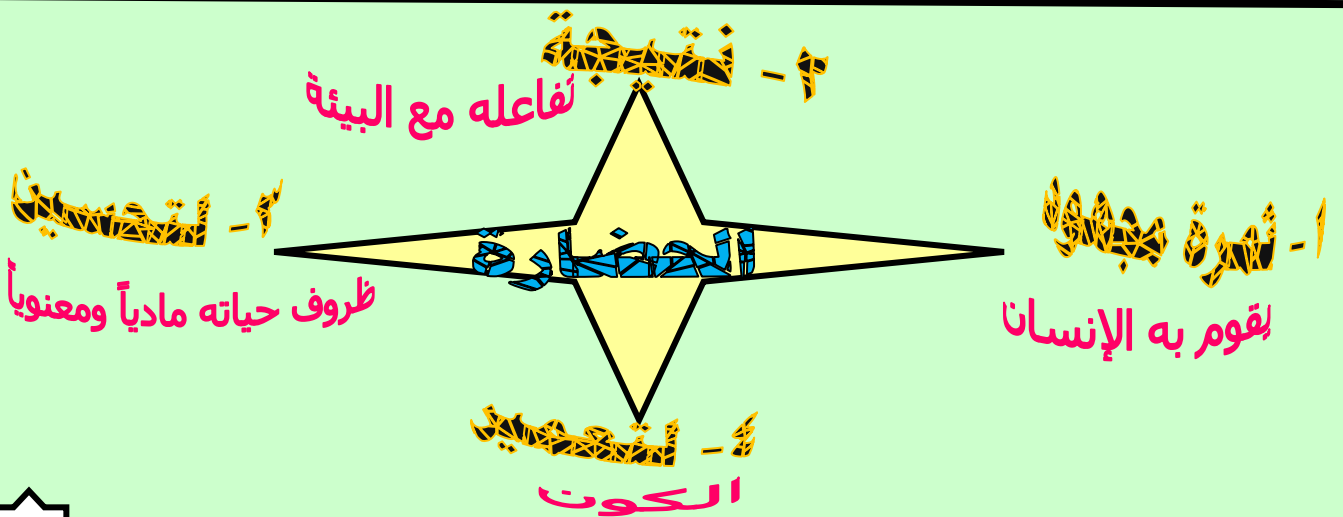 ٢- نتيجة
تفاعله مع البيئة
١- ثمرة مجهود
يقوم به الإنسان
الحضارة
٣- لتحسين
ظروف حياته مادياً ومعنوياً
٤- لتعمير
الكون